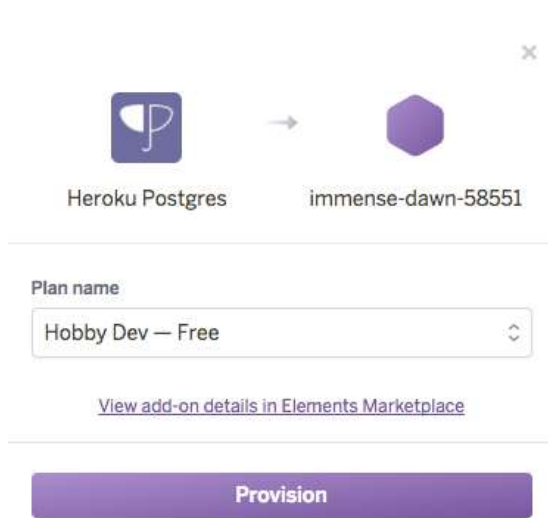 Heroku Postgres
immense-dawn-58551
Plan name
Hobby Dev — Free
View add-on details in Elements Marketplace
Provision